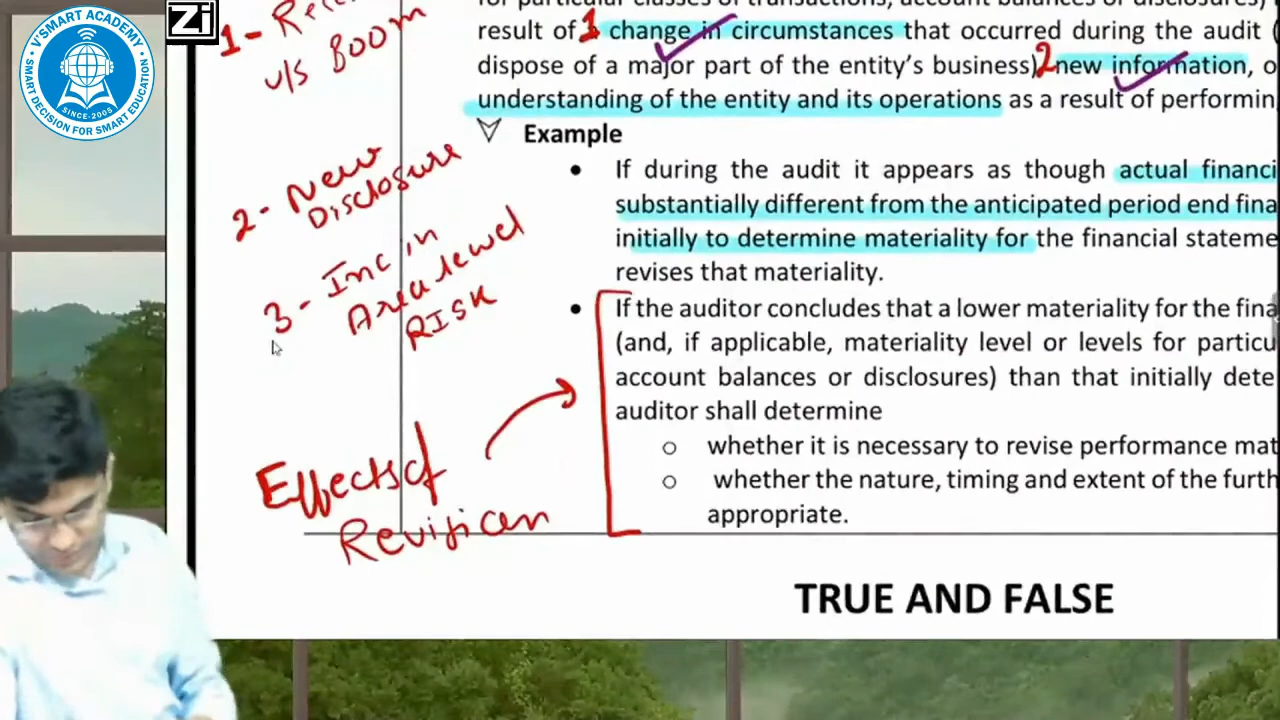 V'SMART ACADEMY
SINCE-2005
SMART DECISION FOR SMART EDUCATION
Zi
1-
v/s Boom
2- New
Disclosure
3- Inc in
Area level
RISK
Effects of
Revision
result of 1 change in circumstances that occurred during the audit (
dispose of a major part of the entity's business), 2 new information, o
understanding of the entity and its operations as a result of performin
Example
• If during the audit it appears as though actual financi
substantially different from the anticipated period end fina
initially to determine materiality for the financial stateme
revises that materiality.
• If the auditor concludes that a lower materiality for the fina
(and, if applicable, materiality level or levels for particu
account balances or disclosures) than that initially dete
auditor shall determine
o whether it is necessary to revise performance mat
o whether the nature, timing and extent of the furth
appropriate.
TRUE AND FALSE